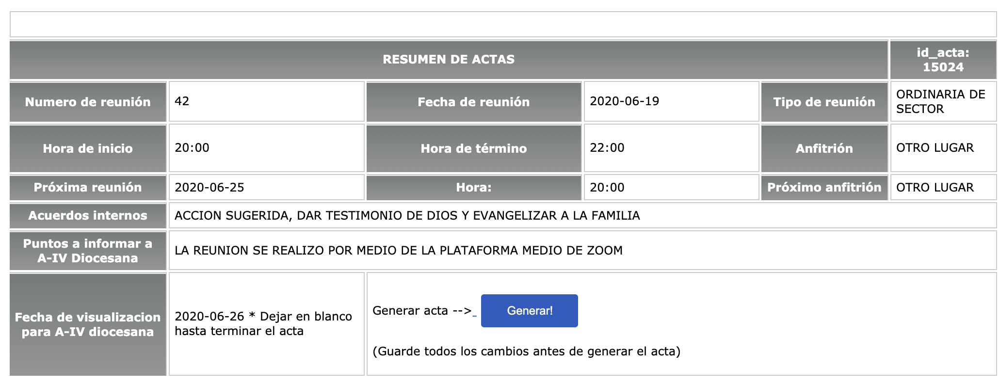 RESUMEN DE ACTAS
id_acta:
15024
Numero de reunión
42
Fecha de reunión
2020-06-19
Tipo de reunión
ORDINARIA DE
SECTOR
Hora de inicio
20:00
Hora de término
22:00
Anfitrión
OTRO LUGAR
Próxima reunión
2020-06-25
Hora:
20:00
Próximo anfitrión
OTRO LUGAR
Acuerdos internos
ACCION SUGERIDA, DAR TESTIMONIO DE DIOS Y EVANGELIZAR A LA FAMILIA
Puntos a informar a
A-IV Diocesana
LA REUNION SE REALIZO POR MEDIO DE LA PLATAFORMA MEDIO DE ZOOM
Fecha de visualizacion
para A-IV diocesana
2020-06-26 * Dejar en blanco
hasta terminar el acta
Generar acta -->
Generar!
(Guarde todos los cambios antes de generar el acta)